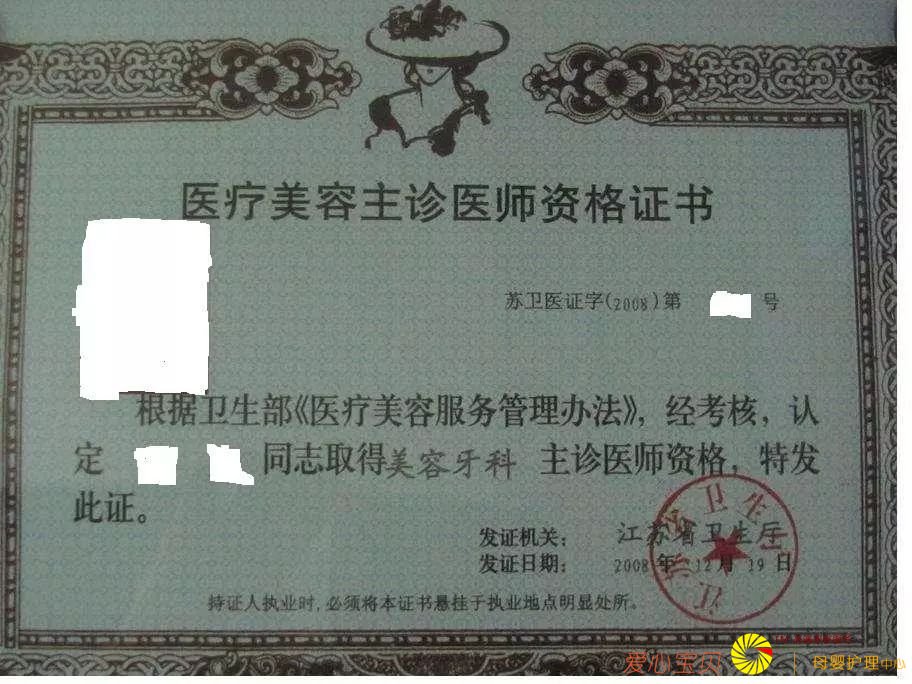 医疗美容主诊医师资格证书
苏卫医证字(2008)第 号
根据卫生部《医疗美容服务管理办法》，经考核，认
定 同志取得美容牙科 主诊医师资格，特发
此证。
发证机关： 江苏省卫生厅
发证日期： 2008年 12月 19日
持证人执业时，必须将本证书悬挂于执业地点明显处所。
江苏省卫生厅
爱心宝贝 | 母婴护理中心